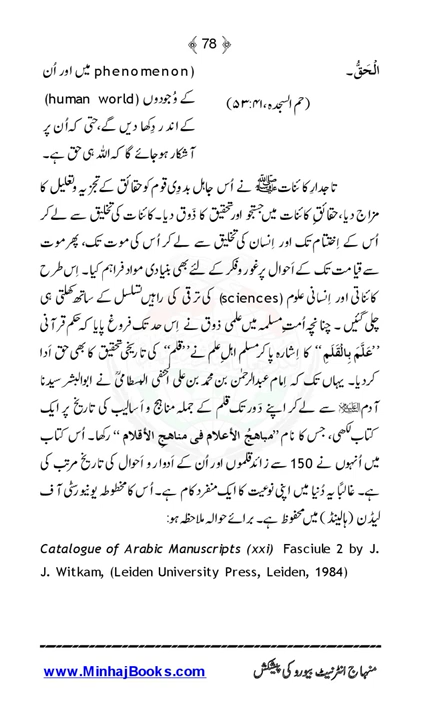 ﴿ 78 ﴾
الْحَقُّ۔
(حم السجدہ،۴۱:۵۳)
phenomenon) میں اور اُن
کے وُجودوں (human world)
کے اندر دِکھا دیں گے،حتی کہ اُن پر
آشکار ہوجائے گا کہ اللہ ہی حق ہے۔
تاجدارِ کائنات ﷺ نے اُس جاہل بدوی قوم کو حقائق کے تجزیہ و تعلیل کا
مزاج دیا، حقائقِ کائنات میں جستجو اور تحقیق کا ذوق دیا۔ کائنات کی تخلیق سے لے کر
اُس کے اِختتام تک اور اِنسان کی تخلیق سے لے کر اُس کی موت تک، پھر موت
سے قیامت تک کے اَحوال پر غور و فکر کے لئے بھی بنیادی مواد فراہم کیا۔ اِس طرح
کائناتی اور اِنسانی علوم (sciences) کی ترقی کی راہیں تسلسل کے ساتھ کھلتی ہی
چلی گئیں ۔ چنانچہ اُمتِ مسلمہ میں علمی ذوق نے اِس حد تک فروغ پایا کہ حکمِ قرآنی
’’عَلَّمَ بِالْقَلَمِ‘‘ کا اِشارہ پا کر مسلم اہلِ علم نے ’’قلم‘‘ کی تاریخی تحقیق کا بھی حق اَدا
کر دیا۔ یہاں تک کہ اِمام عبدالرحمٰن بن محمد بن علی الحنفی البسطامیؒ نے ابوالبشر سیدنا
آدم علیہ السلام سے لے کر اپنے دَور تک قلم کے جملہ مناہج و اَسالیب کی تاریخ پر ایک
کتاب لکھی، جس کا نام ’’مباهجُ الأعلام فی مناهج الأقلام‘‘ رکھا۔ اُس کتاب
میں اُنہوں نے 150 سے زائد قلموں اور اُن کے اَدوار و اَحوال کی تاریخ مرتب کی
ہے۔ غالباً یہ دُنیا میں اپنی نوعیت کا ایک منفرد کام ہے۔ اُس کا مخطوطہ یونیورسٹی آف
لیڈن (ہالینڈ) میں محفوظ ہے۔ برائے حوالہ ملاحظہ ہو:
Catalogue of Arabic Manuscripts (xxi) Fasciule 2 by J.
J. Witkam, (Leiden University Press, Leiden, 1984)
منہاج انٹرنیٹ بیورو کی پیشکش
www.MinhajBooks.com